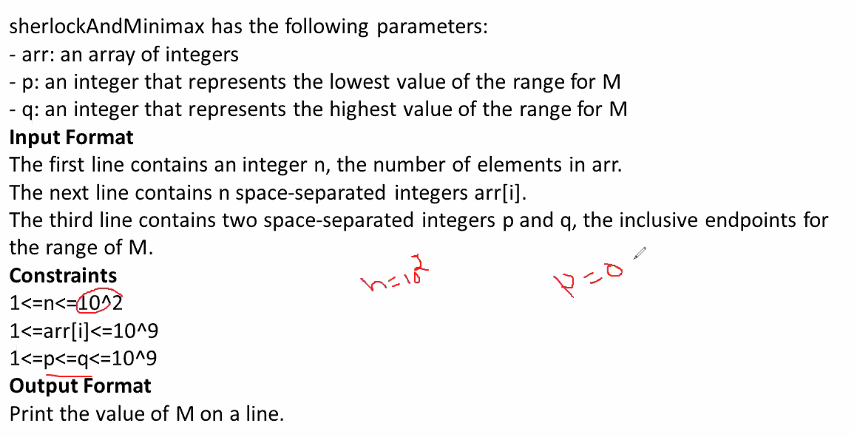 sherlockAndMinimax has the following parameters:
- arr: an array of integers
- p: an integer that represents the lowest value of the range for M
- q: an integer that represents the highest value of the range for M
Input Format
The first line contains an integer n, the number of elements in arr.
The next line contains n space-separated integers arr[i].
The third line contains two space-separated integers p and q, the inclusive endpoints for
the range of M.
Constraints
n=10^2
p=0
1<=n<=10^2
1<=arr[i]<=10^9
1<=p<=q<=10^9
Output Format
Print the value of M on a line.